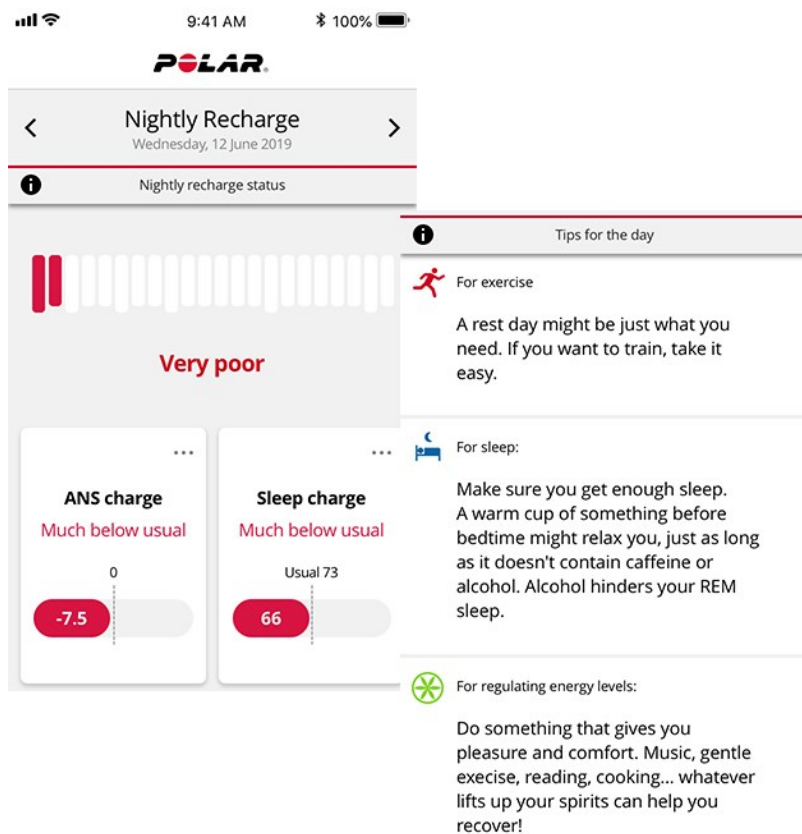 9:41 AM
100%
POLAR
Nightly Recharge
Wednesday, 12 June 2019
Nightly recharge status
Very poor
ANS charge
Much below usual
0
-7.5
Sleep charge
Much below usual
Usual 73
66
Tips for the day
For exercise
A rest day might be just what you
need. If you want to train, take it
easy.
For sleep:
Make sure you get enough sleep.
A warm cup of something before
bedtime might relax you, just as long
as it doesn't contain caffeine or
alcohol. Alcohol hinders your REM
sleep.
For regulating energy levels:
Do something that gives you
pleasure and comfort. Music, gentle
execise, reading, cooking... whatever
lifts up your spirits can help you
recover!